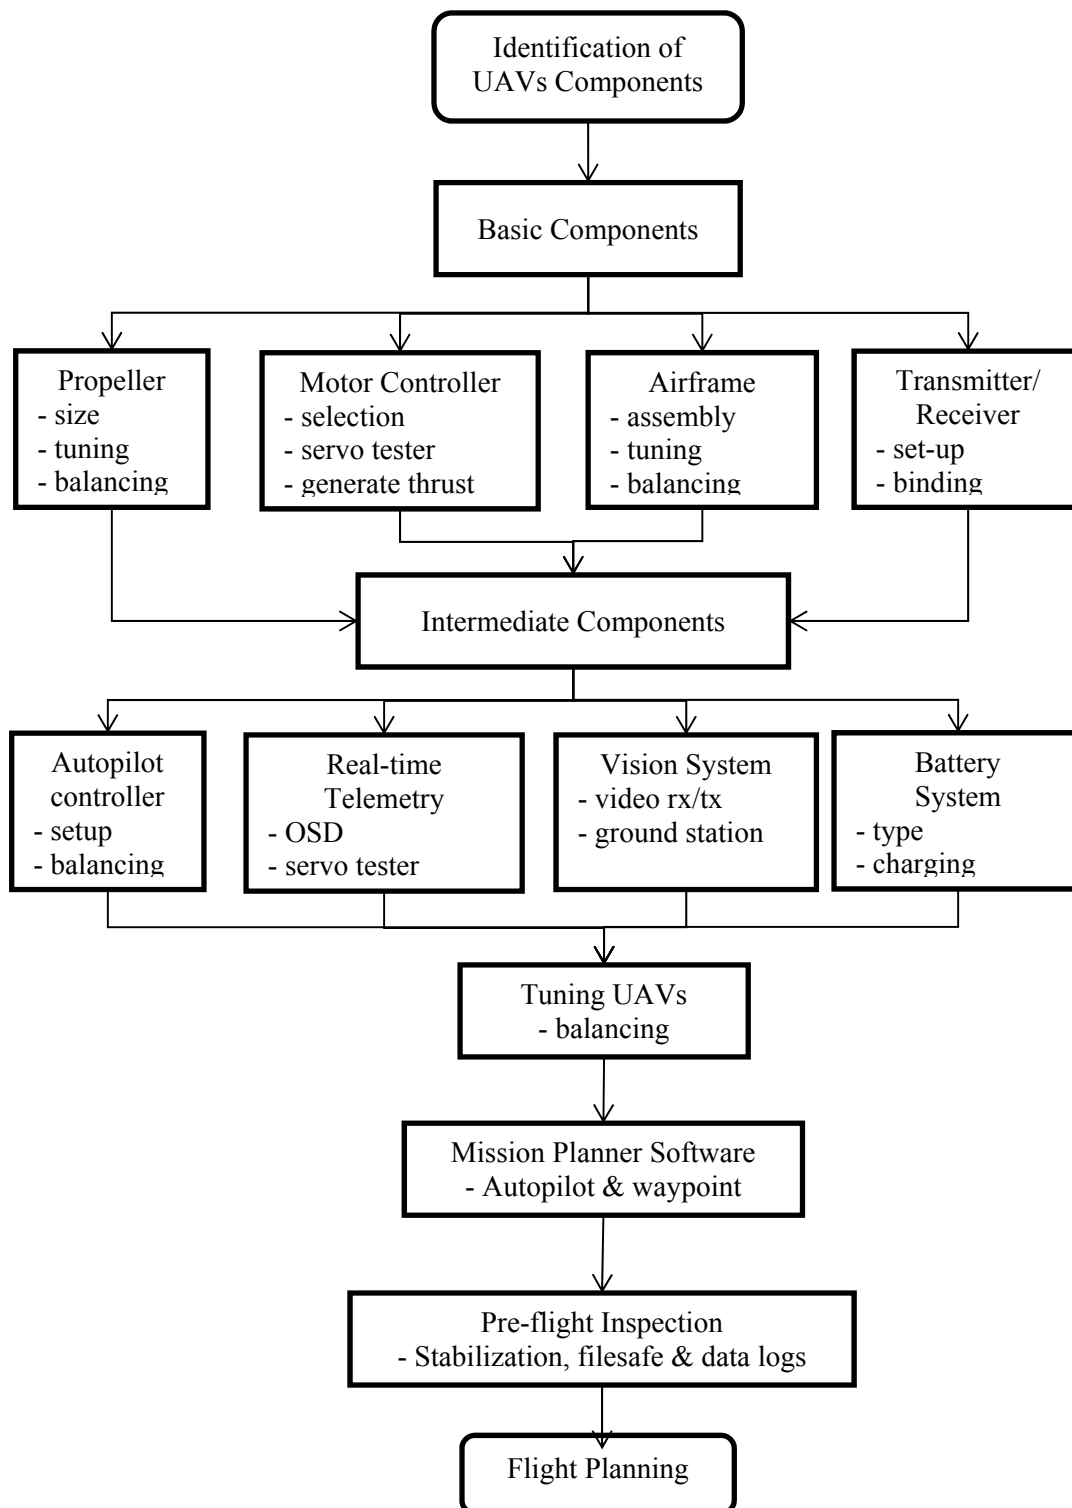 Identification of
UAVs Components
Basic Components
Propeller
- size
- tuning
- balancing
Motor Controller
- selection
- servo tester
- generate thrust
Airframe
- assembly
- tuning
- balancing
Transmitter/
Receiver
- set-up
- binding
Intermediate Components
Autopilot
controller
- setup
- balancing
Real-time
Telemetry
- OSD
- servo tester
Vision System
- video rx/tx
- ground station
Battery
System
- type
- charging
Tuning UAVs
- balancing
Mission Planner Software
- Autopilot & waypoint
Pre-flight Inspection
- Stabilization, filesafe & data logs
Flight Planning